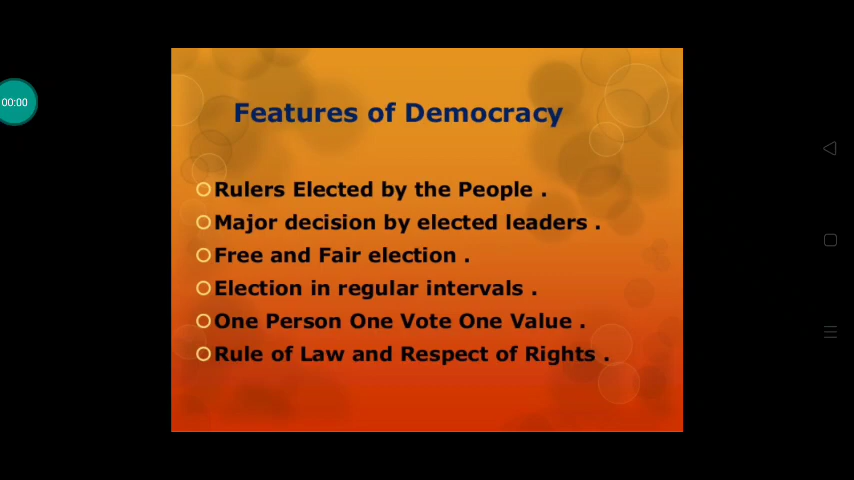 00:00
Features of Democracy
Rulers Elected by the People .
Major decision by elected leaders .
Free and Fair election .
Election in regular intervals .
One Person One Vote One Value .
Rule of Law and Respect of Rights .